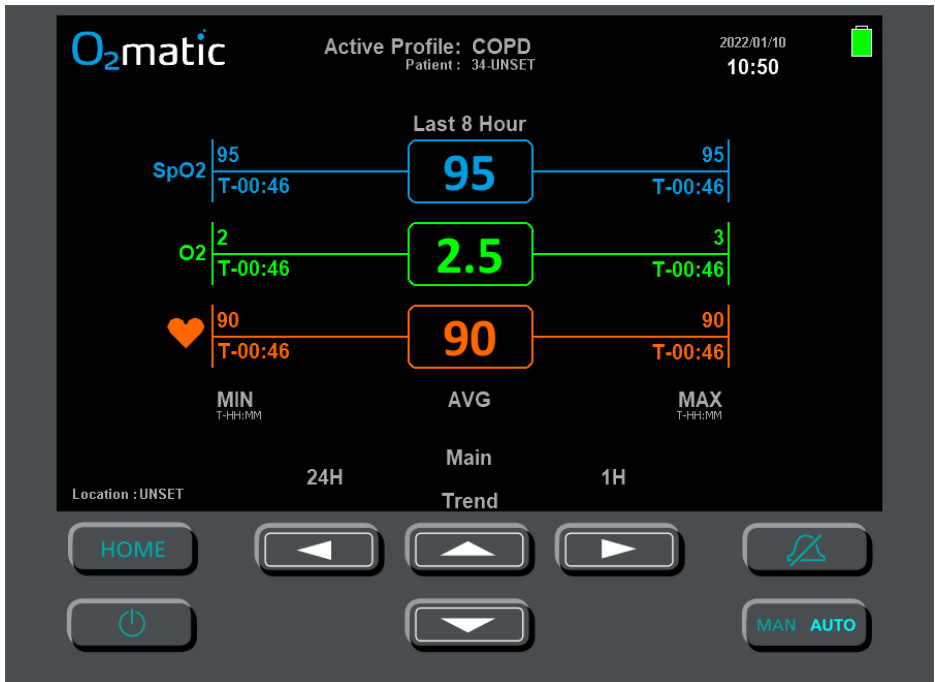 O2matic
Active Profile: COPD
Patient : 34-UNSET
2022/01/10
10:50
Last 8 Hour
SpO2 95 95 95
T-00:46 T-00:46
O2 2 2.5 3
T-00:46 T-00:46
90 90 90
T-00:46 T-00:46
MIN AVG MAX
T-HH:MM T-HH:MM
Main
24H 1H
Location : UNSET
Trend
HOME
MAN AUTO